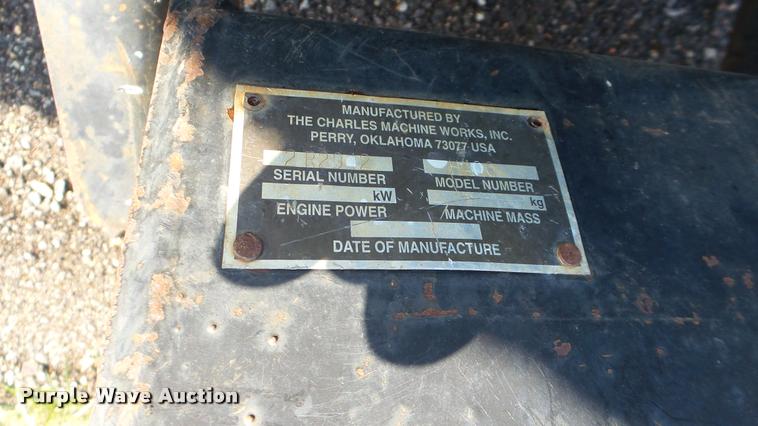 MANUFACTURED BY
THE CHARLES MACHINE WORKS, INC.
PERRY, OKLAHOMA 73077 USA
SERIAL NUMBER MODEL NUMBER
kW kg
ENGINE POWER MACHINE MASS
DATE OF MANUFACTURE
Purple Wave Auction